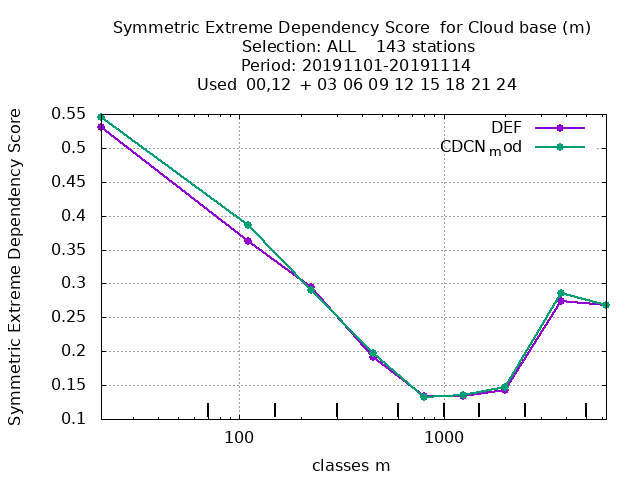 Symmetric Extreme Dependency Score for Cloud base (m)
Selection: ALL 143 stations
Period: 20191101-20191114
Used 00,12 + 03 06 09 12 15 18 21 24
Symmetric Extreme Dependency Score
0.55
0.5
0.45
0.4
0.35
0.3
0.25
0.2
0.15
0.1
DEF
CDCNmod
100 1000
classes m